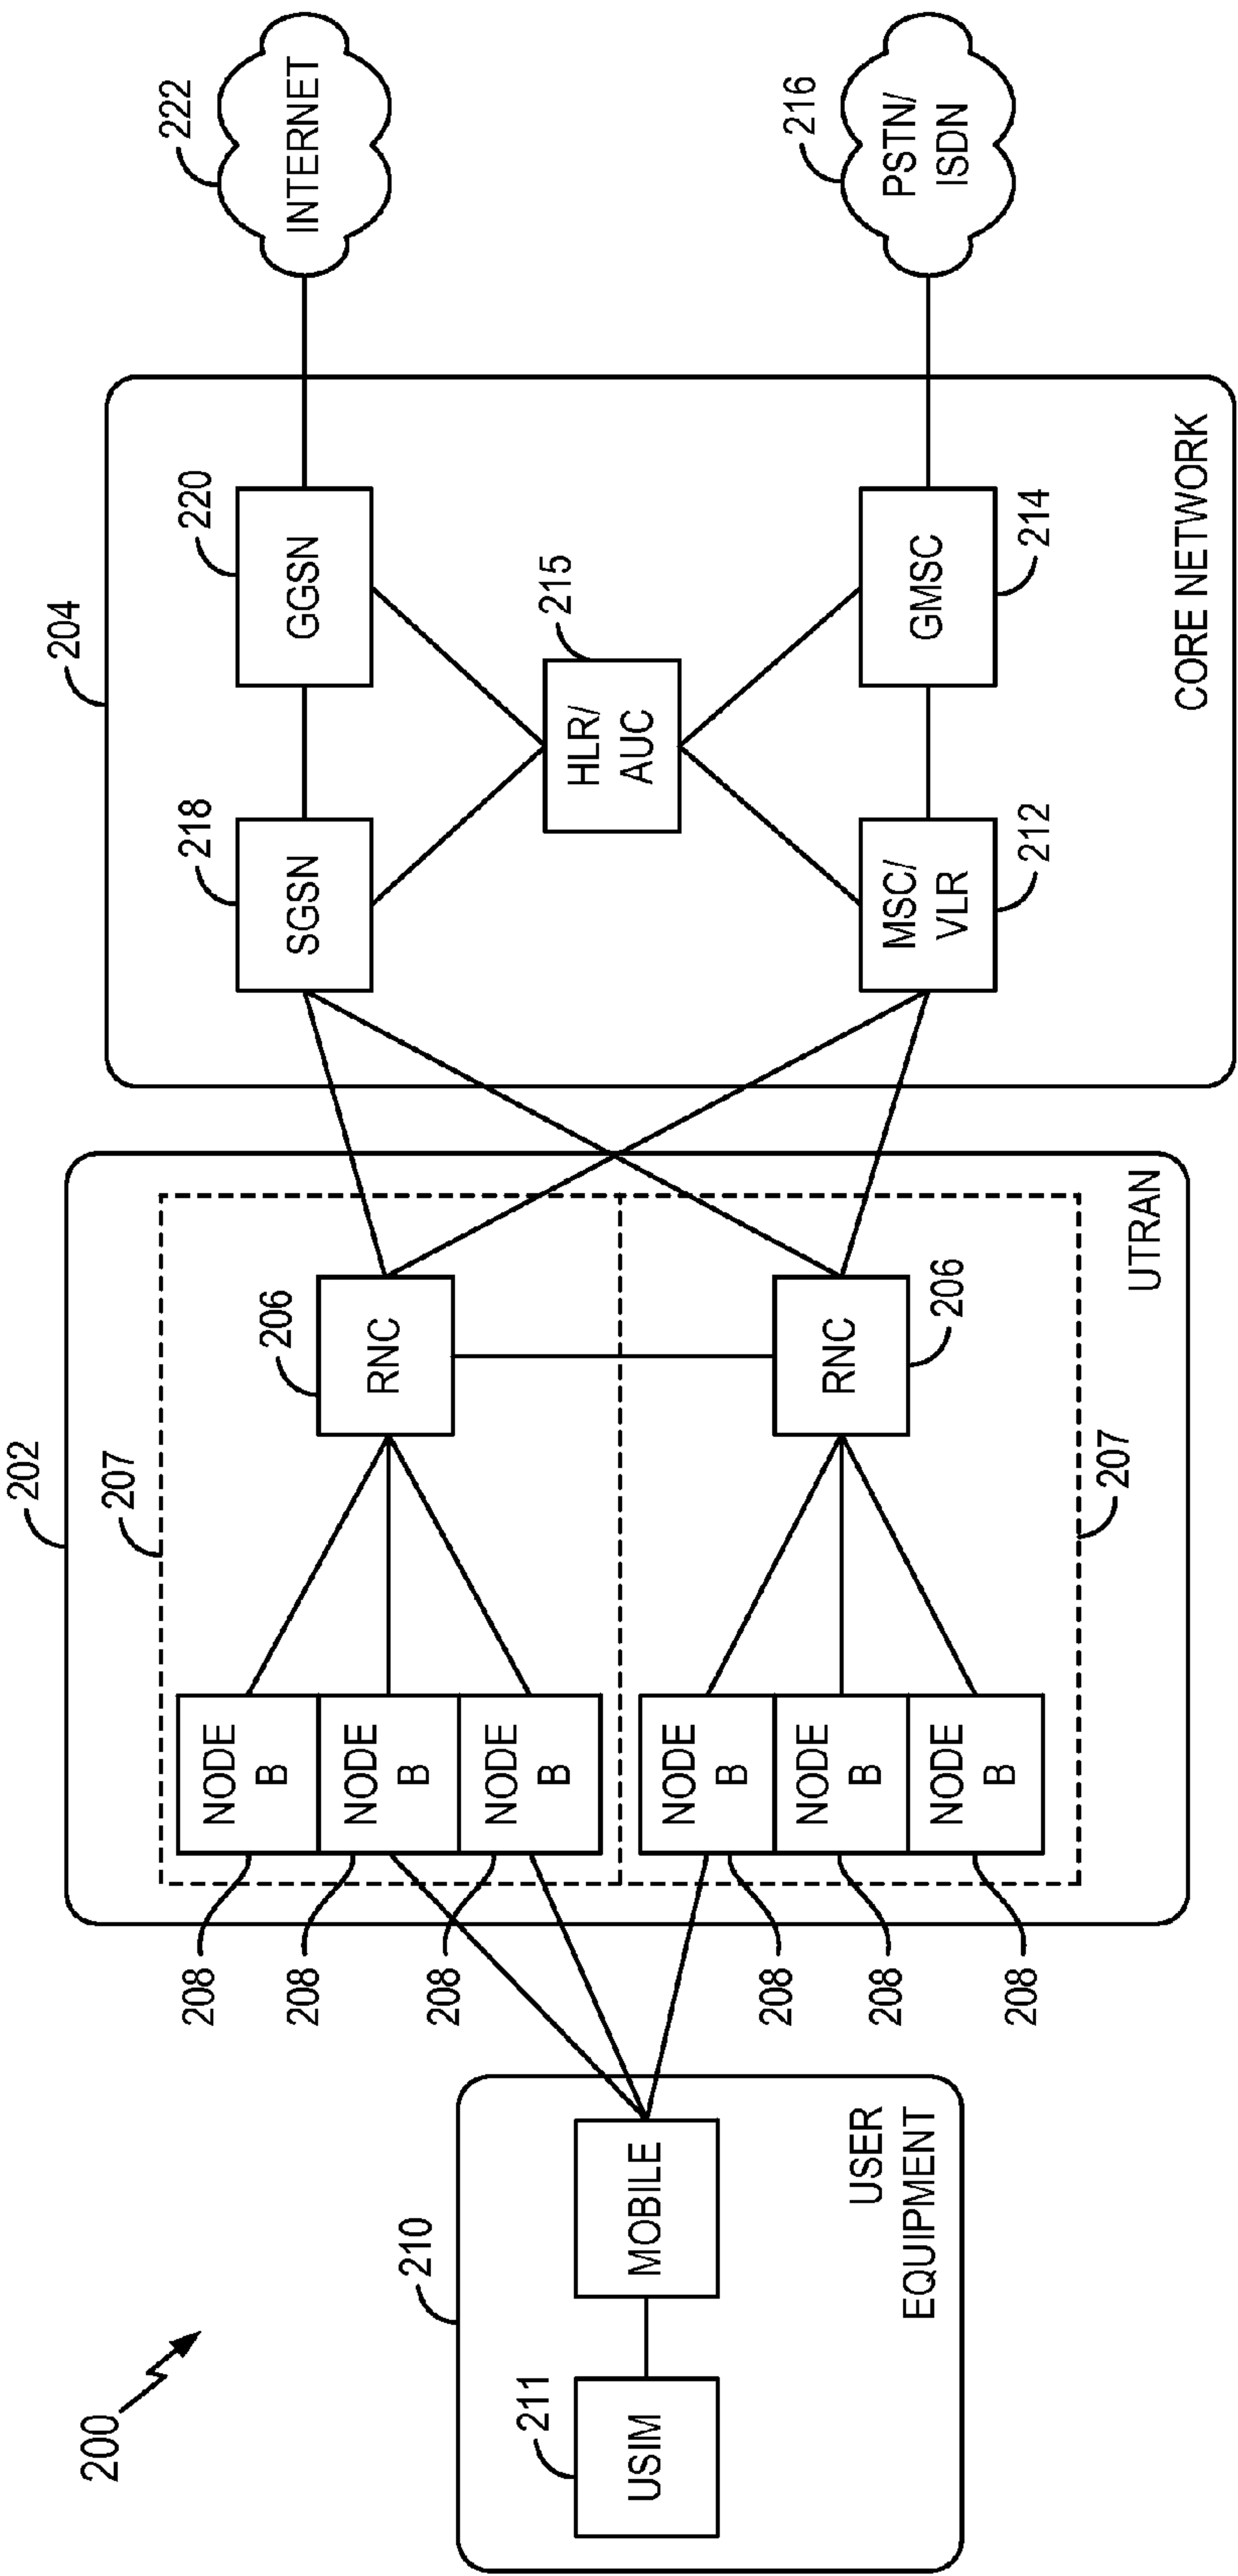 200
210
211
USIM
MOBILE
USER
EQUIPMENT
202
207
208
NODE
B
208
NODE
B
208
NODE
B
206
RNC
208
NODE
B
208
NODE
B
208
NODE
B
RNC
206
207
UTRAN
204
218
SGSN
220
GGSN
HLR/
AUC
215
MSC/
VLR
212
GMSC
214
CORE NETWORK
222
INTERNET
216
PSTN/
ISDN